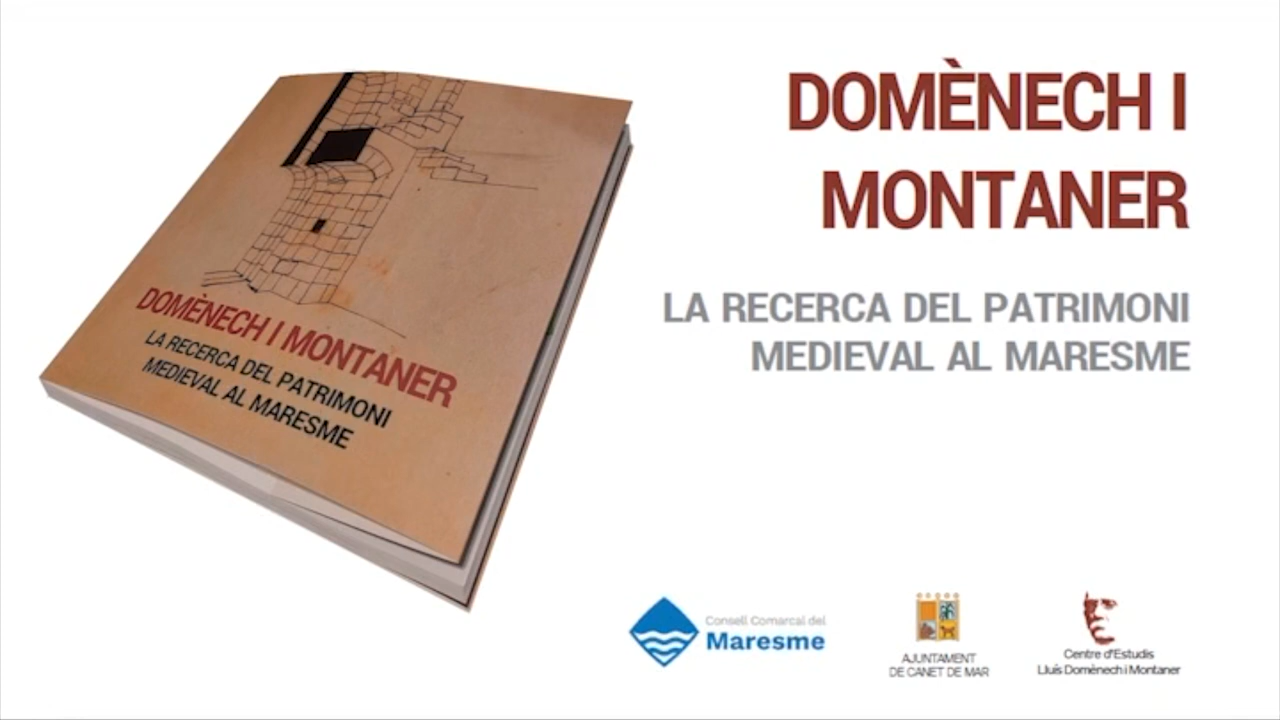 DOMÈNECH I MONTANER
LA RECERCA DEL PATRIMONI
MEDIEVAL AL MARESME
DOMÈNECH I
MONTANER
LA RECERCA DEL PATRIMONI
MEDIEVAL AL MARESME
Consell Comarcal del
Maresme
AJUNTAMENT
DE CANET DE MAR
Centre d'Estudis
Lluís Domènech i Montaner